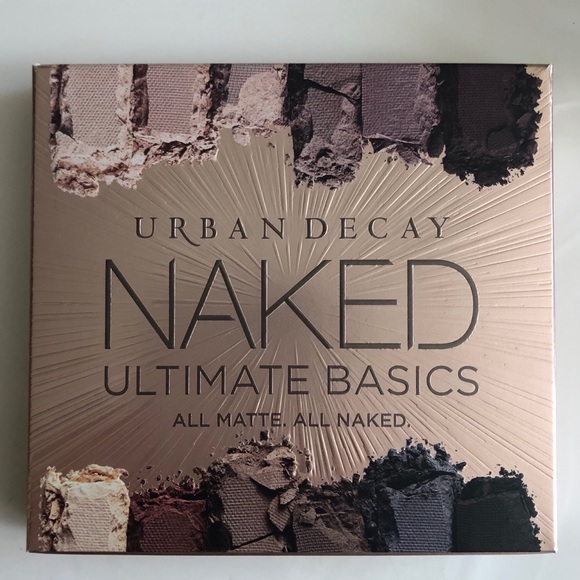 URBAN DECAY
NAKED
ULTIMATE BASICS
ALL MATTE. ALL NAKED.